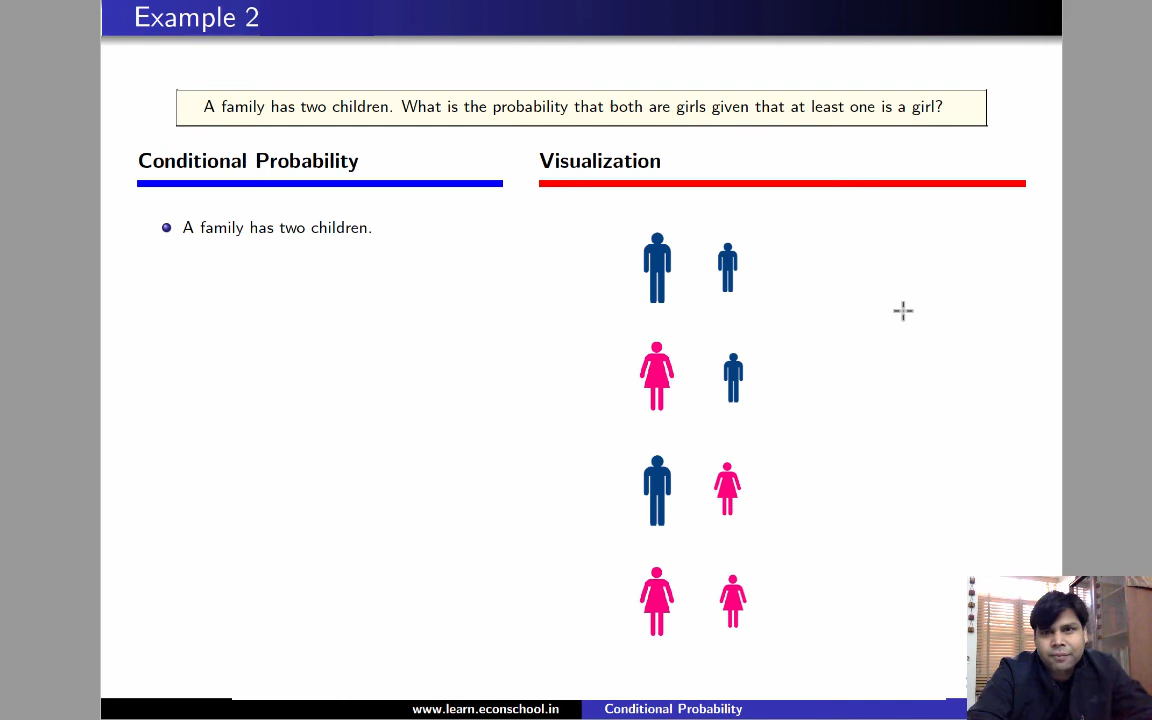 Example 2
A family has two children. What is the probability that both are girls given that at least one is a girl?
Conditional Probability
Visualization
A family has two children.
www.learn.econschool.in
Conditional Probability